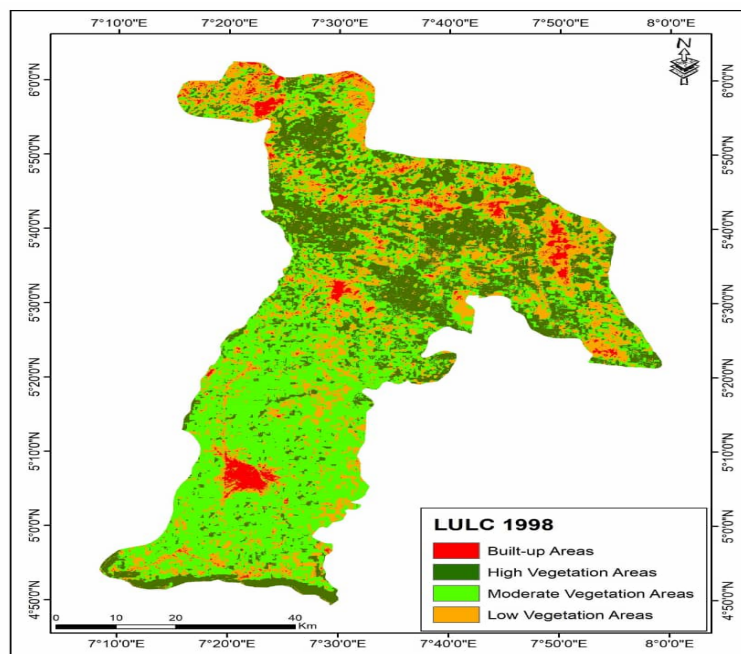 7°10'0"E 7°20'0"E 7°30'0"E 7°40'0"E 7°50'0"E 8°0'0"E
N
6°0'0"N 6°0'0"N
5°50'0"N 5°50'0"N
5°40'0"N 5°40'0"N
5°30'0"N 5°30'0"N
5°20'0"N 5°20'0"N
5°10'0"N 5°10'0"N
5°0'0"N 5°0'0"N
4°50'0"N 4°50'0"N
LULC 1998
Built-up Areas
High Vegetation Areas
Moderate Vegetation Areas
Low Vegetation Areas
0 10 20 40
Km
7°10'0"E 7°20'0"E 7°30'0"E 7°40'0"E 7°50'0"E 8°0'0"E